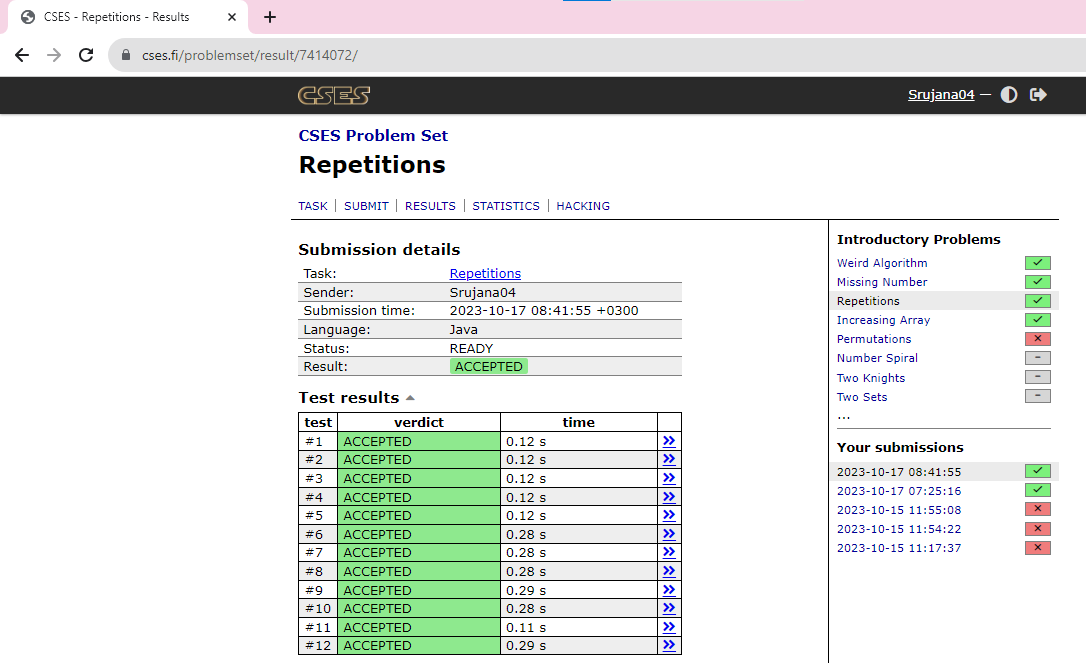 CSES - Repetitions - Results
cses.fi/problemset/result/7414072/
CSES
Srujana04 —
CSES Problem Set
Repetitions
TASK | SUBMIT | RESULTS | STATISTICS | HACKING
Submission details
Task: Repetitions
Sender: Srujana04
Submission time: 2023-10-17 08:41:55 +0300
Language: Java
Status: READY
Result: ACCEPTED
Test results
test verdict time
#1 ACCEPTED 0.12 s »
#2 ACCEPTED 0.12 s »
#3 ACCEPTED 0.12 s »
#4 ACCEPTED 0.12 s »
#5 ACCEPTED 0.12 s »
#6 ACCEPTED 0.28 s »
#7 ACCEPTED 0.28 s »
#8 ACCEPTED 0.28 s »
#9 ACCEPTED 0.29 s »
#10 ACCEPTED 0.28 s »
#11 ACCEPTED 0.11 s »
#12 ACCEPTED 0.29 s »
Introductory Problems
Weird Algorithm
Missing Number
Repetitions
Increasing Array
Permutations
Number Spiral –
Two Knights –
Two Sets –
...
Your submissions
2023-10-17 08:41:55
2023-10-17 07:25:16
2023-10-15 11:55:08
2023-10-15 11:54:22
2023-10-15 11:17:37